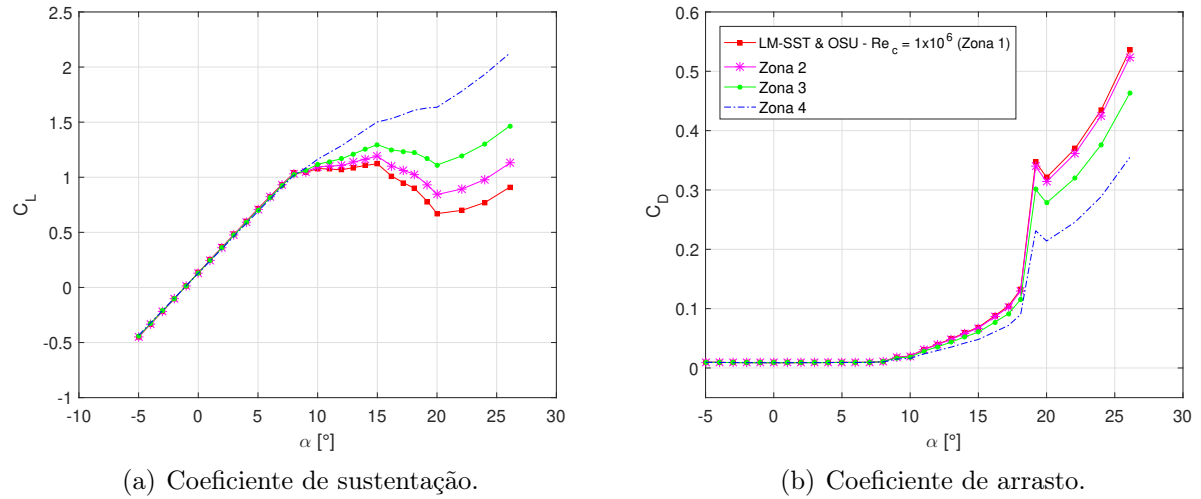 2.5
2
1.5
1
0.5
0
-0.5
-1
C_L
-10 -5 0 5 10 15 20 25 30
α [°]
(a) Coeficiente de sustentação.
0.6
0.5
0.4
0.3
0.2
0.1
0
C_D
LM-SST & OSU - Re_c = 1x10^6 (Zona 1)
Zona 2
Zona 3
Zona 4
-5 0 5 10 15 20 25 30
α [°]
(b) Coeficiente de arrasto.